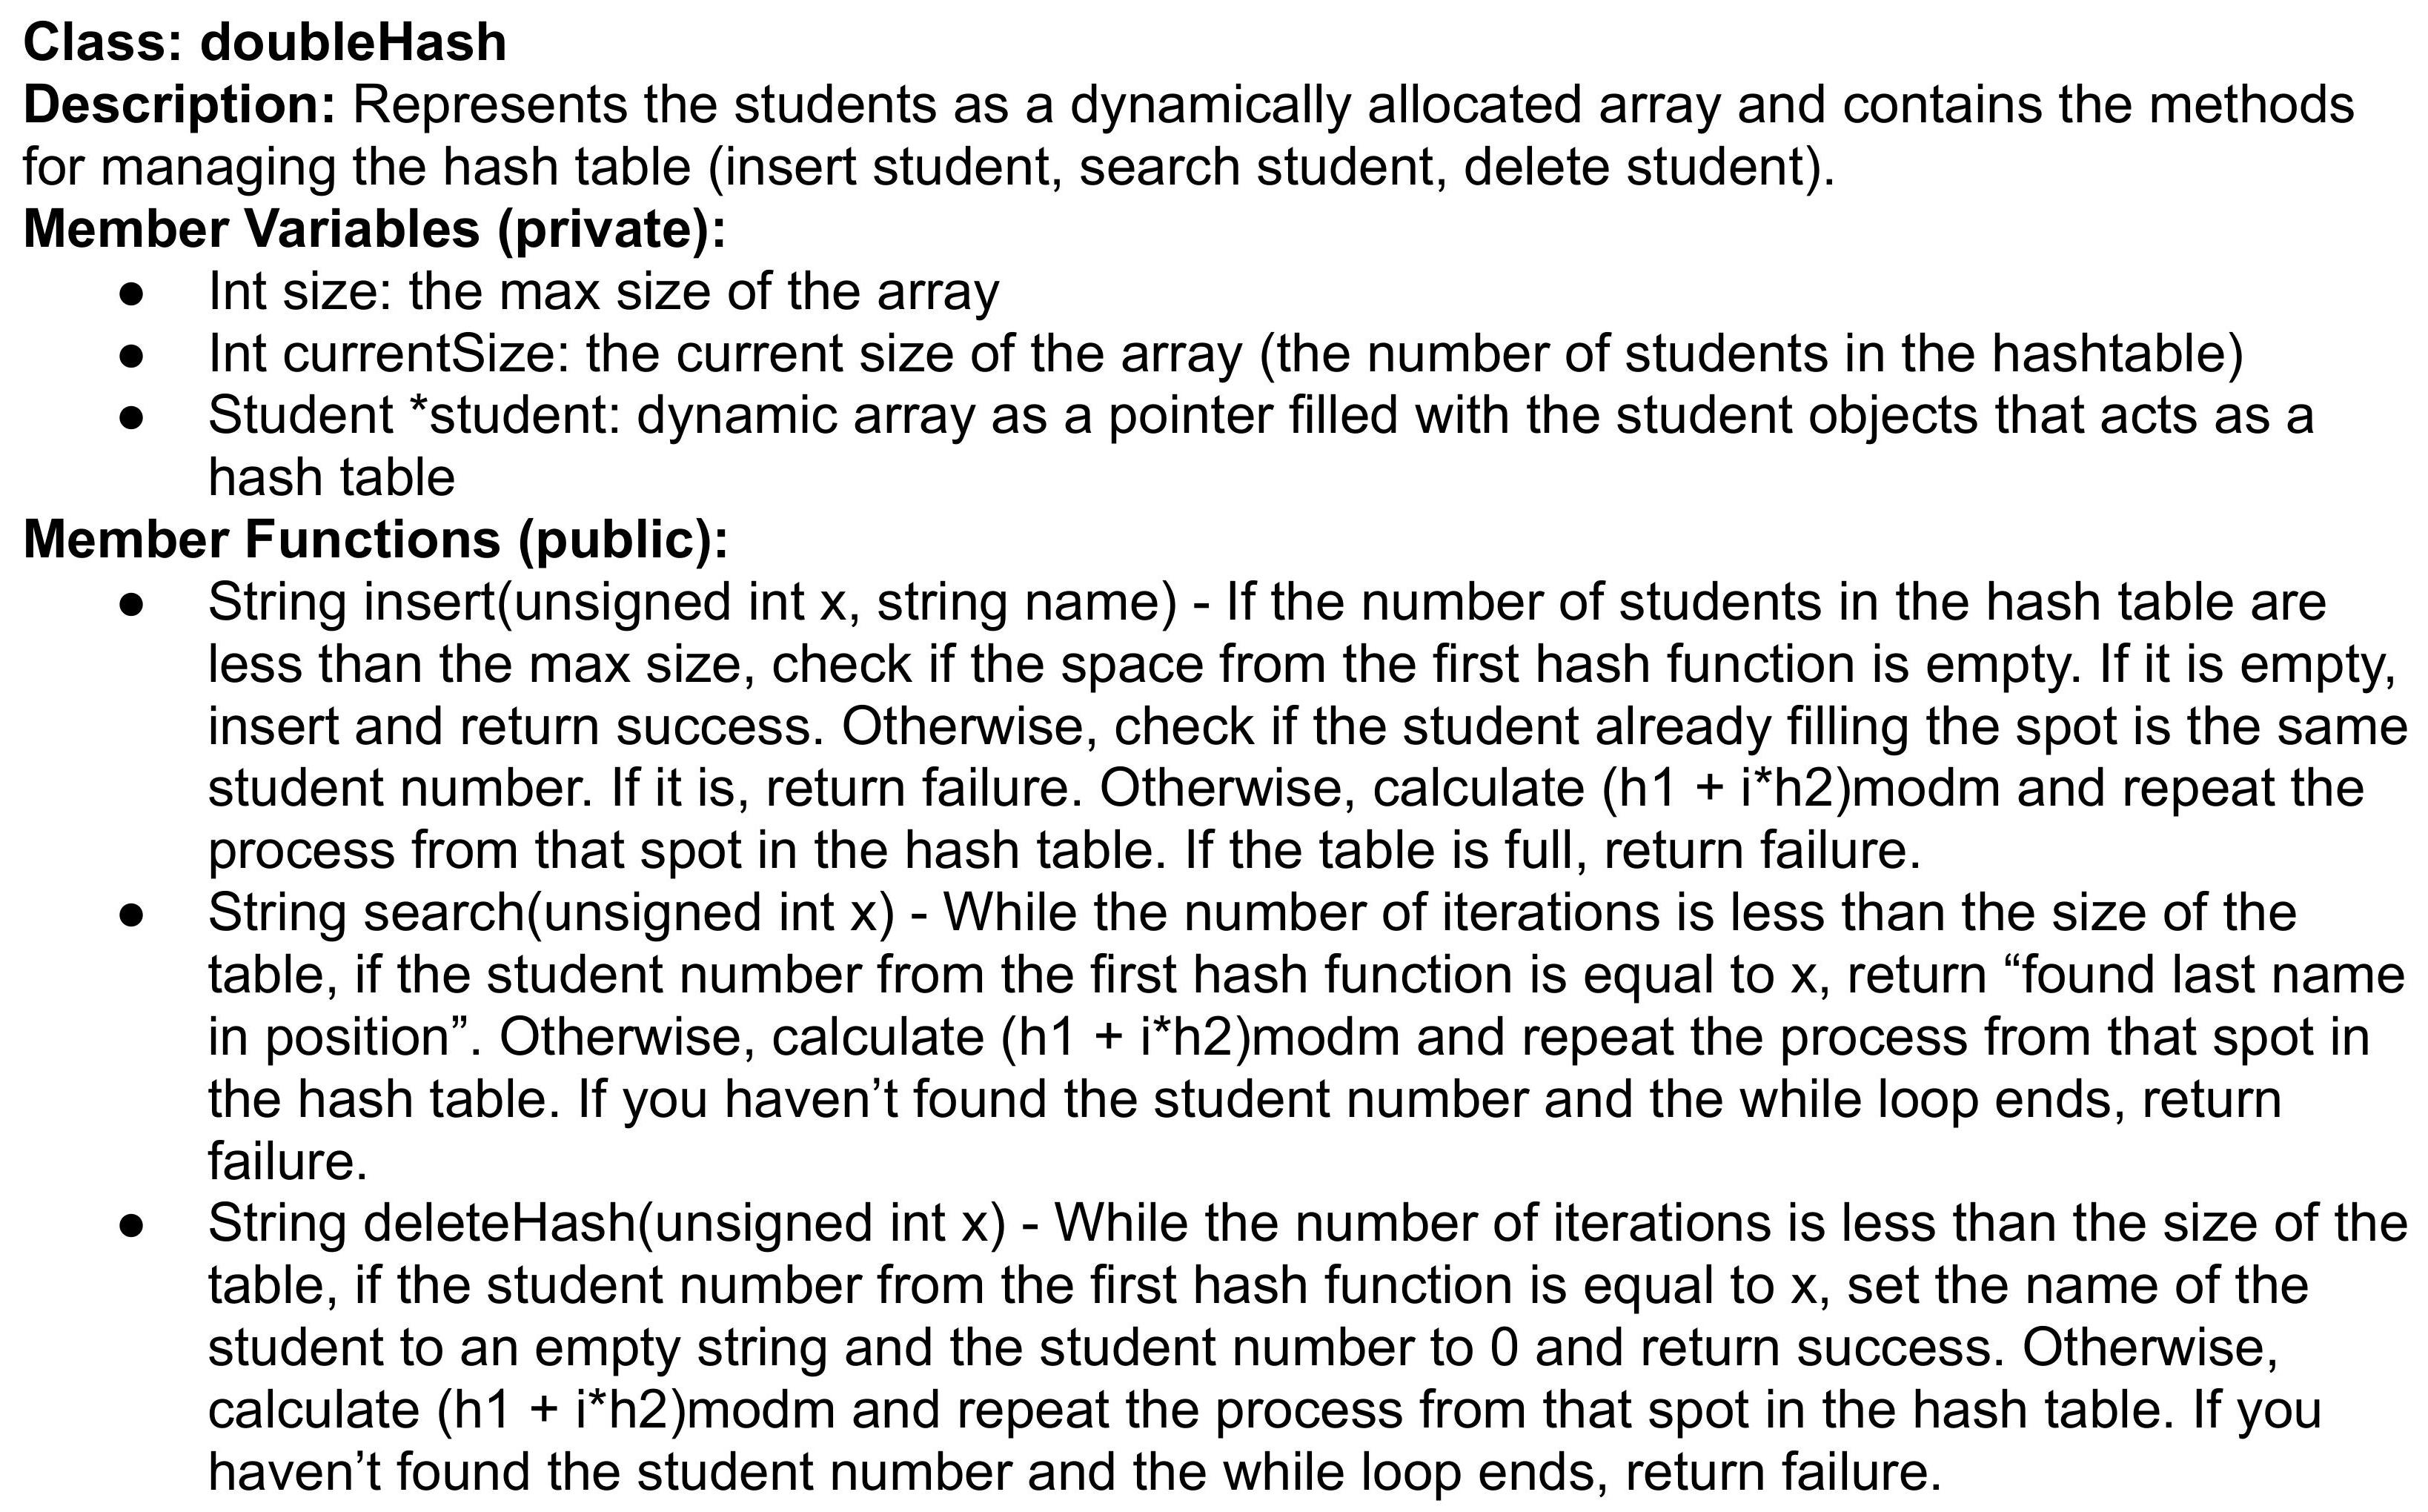 Class: doubleHash
Description: Represents the students as a dynamically allocated array and contains the methods
for managing the hash table (insert student, search student, delete student).
Member Variables (private):
● Int size: the max size of the array
● Int currentSize: the current size of the array (the number of students in the hashtable)
● Student *student: dynamic array as a pointer filled with the student objects that acts as a
hash table
Member Functions (public):
● String insert(unsigned int x, string name) - If the number of students in the hash table are
less than the max size, check if the space from the first hash function is empty. If it is empty,
insert and return success. Otherwise, check if the student already filling the spot is the same
student number. If it is, return failure. Otherwise, calculate (h1 + i*h2)modm and repeat the
process from that spot in the hash table. If the table is full, return failure.
● String search(unsigned int x) - While the number of iterations is less than the size of the
table, if the student number from the first hash function is equal to x, return “found last name
in position”. Otherwise, calculate (h1 + i*h2)modm and repeat the process from that spot in
the hash table. If you haven’t found the student number and the while loop ends, return
failure.
● String deleteHash(unsigned int x) - While the number of iterations is less than the size of the
table, if the student number from the first hash function is equal to x, set the name of the
student to an empty string and the student number to 0 and return success. Otherwise,
calculate (h1 + i*h2)modm and repeat the process from that spot in the hash table. If you
haven’t found the student number and the while loop ends, return failure.